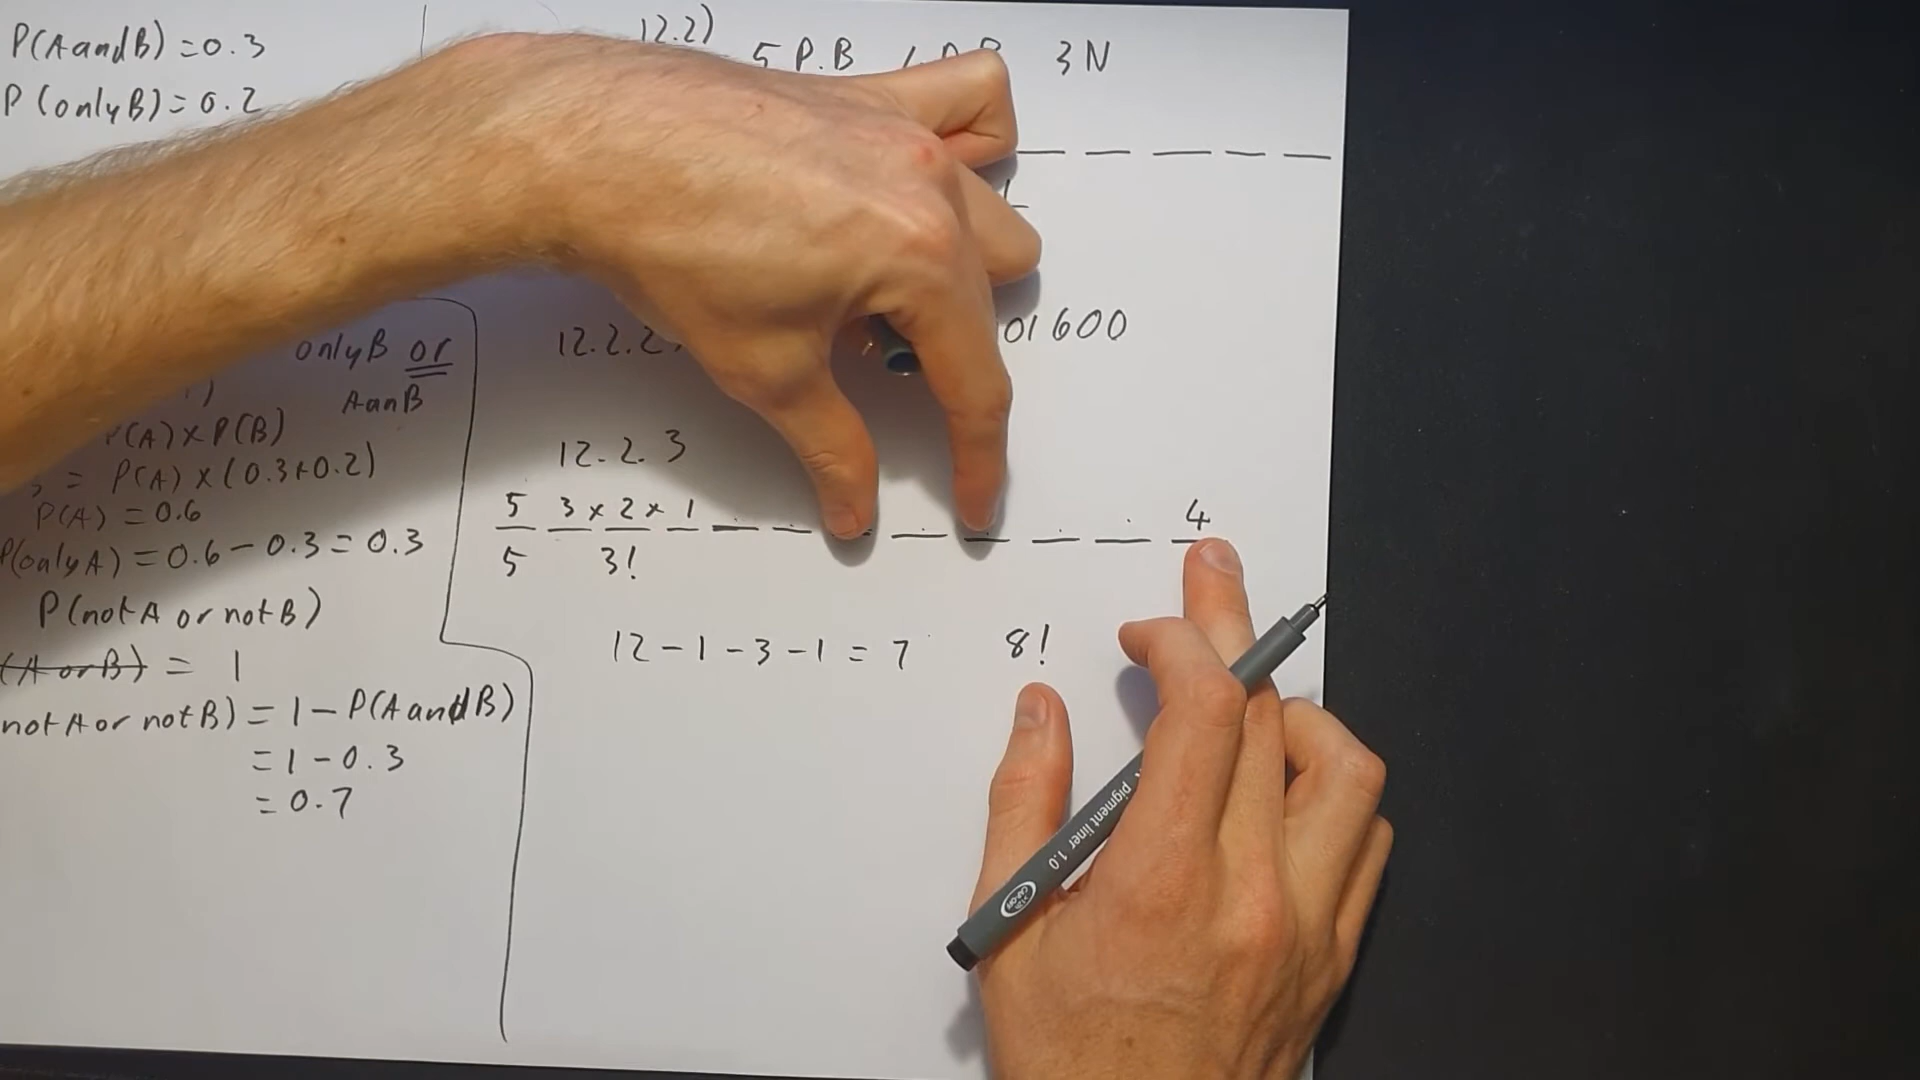 P(A and B) = 0.3
P(only B) = 0.2
only B or
A an B
P(A) × P(B)
= P(A) × (0.3+0.2)
P(A) = 0.6
P(only A) = 0.6 - 0.3 = 0.3
P(not A or not B)
(A or B) = 1
not A or not B) = 1 - P(A and B)
= 1 - 0.3
= 0.7
12.2)
5 P.B 3 N
01600
12.2.2
12.2.3
5 3 × 2 × 1 4
5 3!
12 - 1 - 3 - 1 = 7 8!
pigment liner 1.0